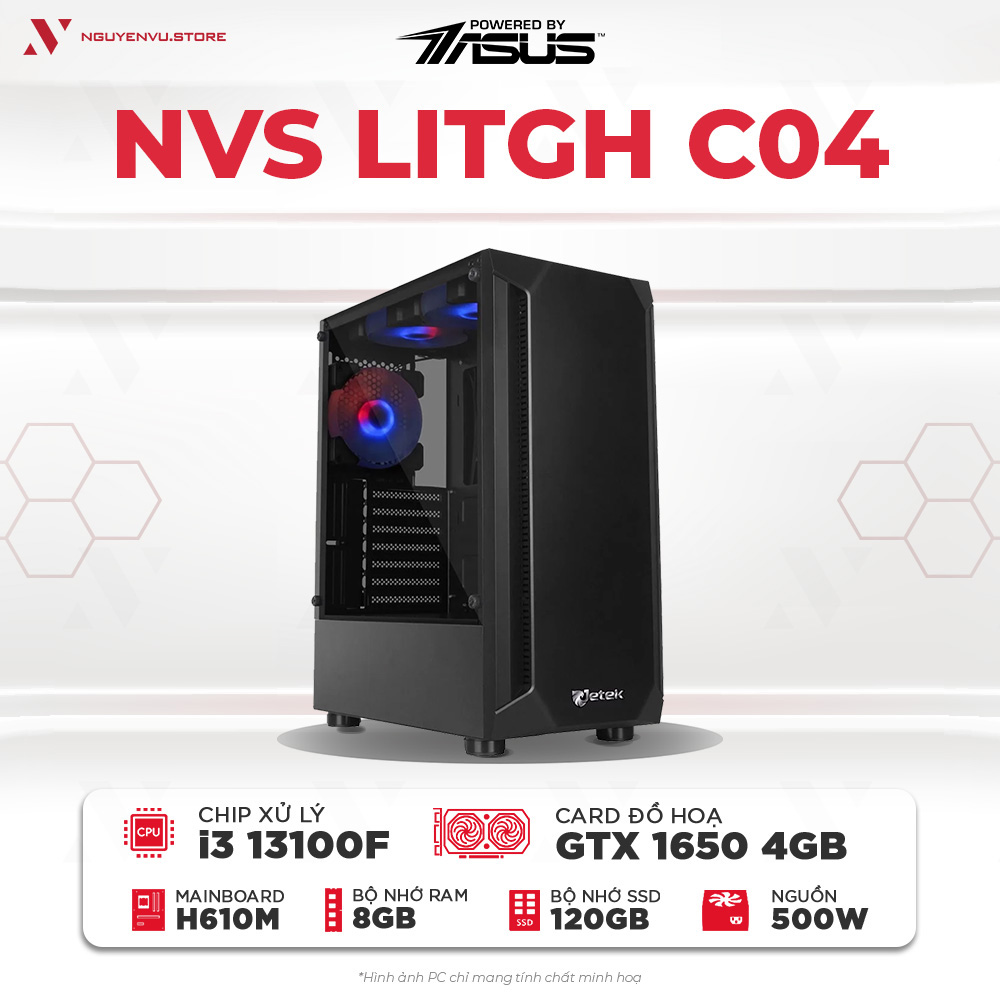 NGUYENVU.STORE
POWERED BY
ASUS™
NVS LITGH C04
Jetek
CPU
CHIP XỬ LÝ
i3 13100F
CARD ĐỒ HOẠ
GTX 1650 4GB
MAINBOARD
H610M
BỘ NHỚ RAM
8GB
SSD
BỘ NHỚ SSD
120GB
NGUỒN
500W
*Hình ảnh PC chỉ mang tính chất minh hoạ